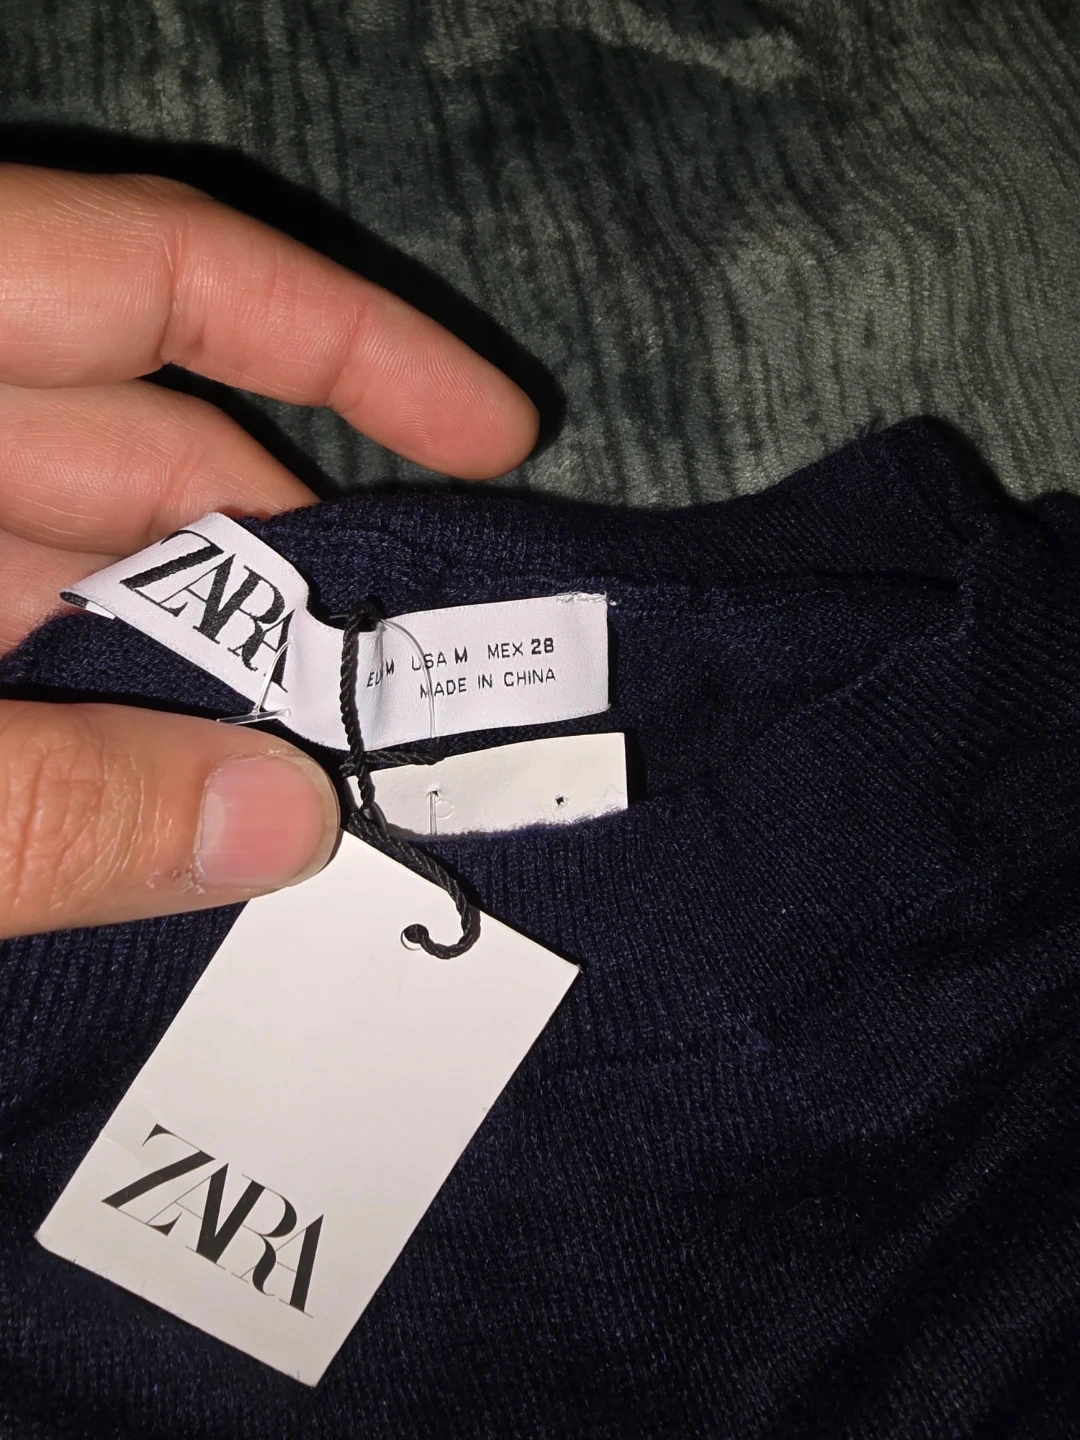 ZARA
EUR M USA M MEX 28
MADE IN CHINA
ZARA